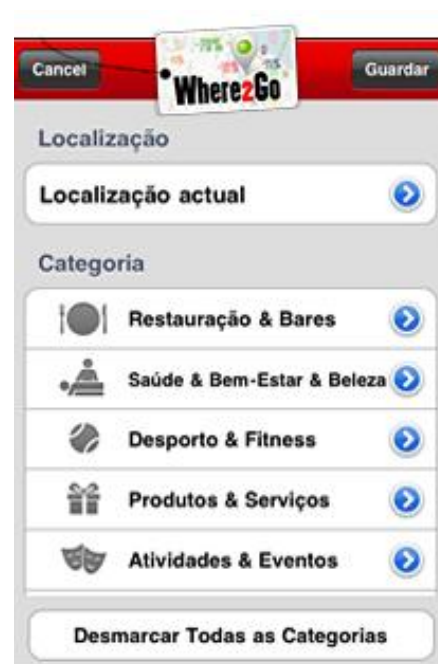 Cancel
Where2Go
Guardar
Localização
Localização actual
Categoria
Restauração & Bares
Saúde & Bem-Estar & Beleza
Desporto & Fitness
Produtos & Serviços
Atividades & Eventos
Desmarcar Todas as Categorias